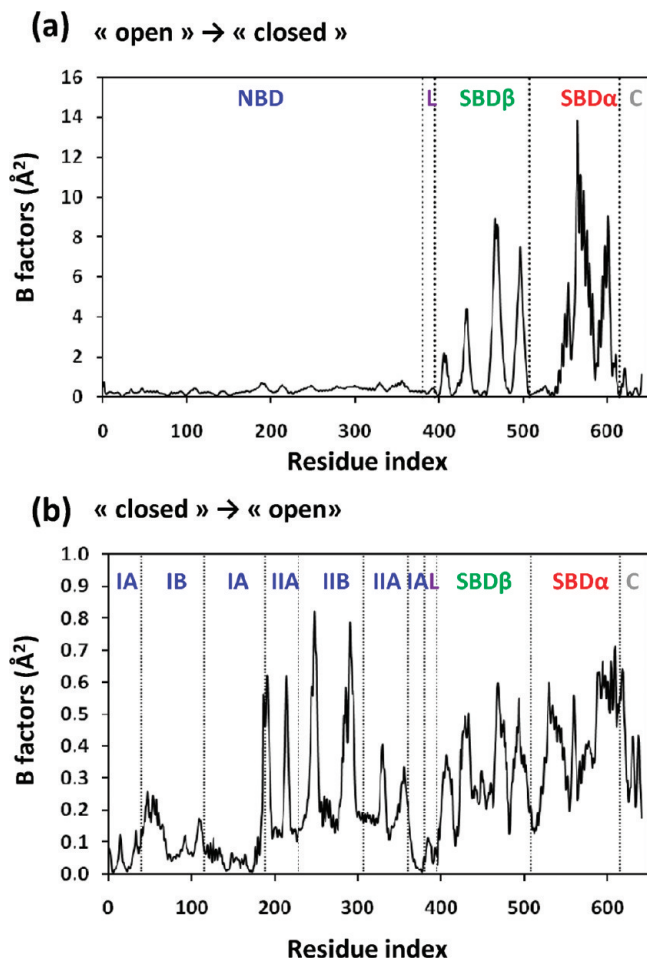 (a) « open » → « closed »
B factors (Å²)
16
14
12
10
8
6
4
2
0
NBD L SBDβ SBDα C
0 100 200 300 400 500 600
Residue index
(b) « closed » → « open»
B factors (Å²)
1.0
0.9
0.8
0.7
0.6
0.5
0.4
0.3
0.2
0.1
0.0
IA IB IA IIA IIB IIA IA L SBDβ SBDα C
0 100 200 300 400 500 600
Residue index